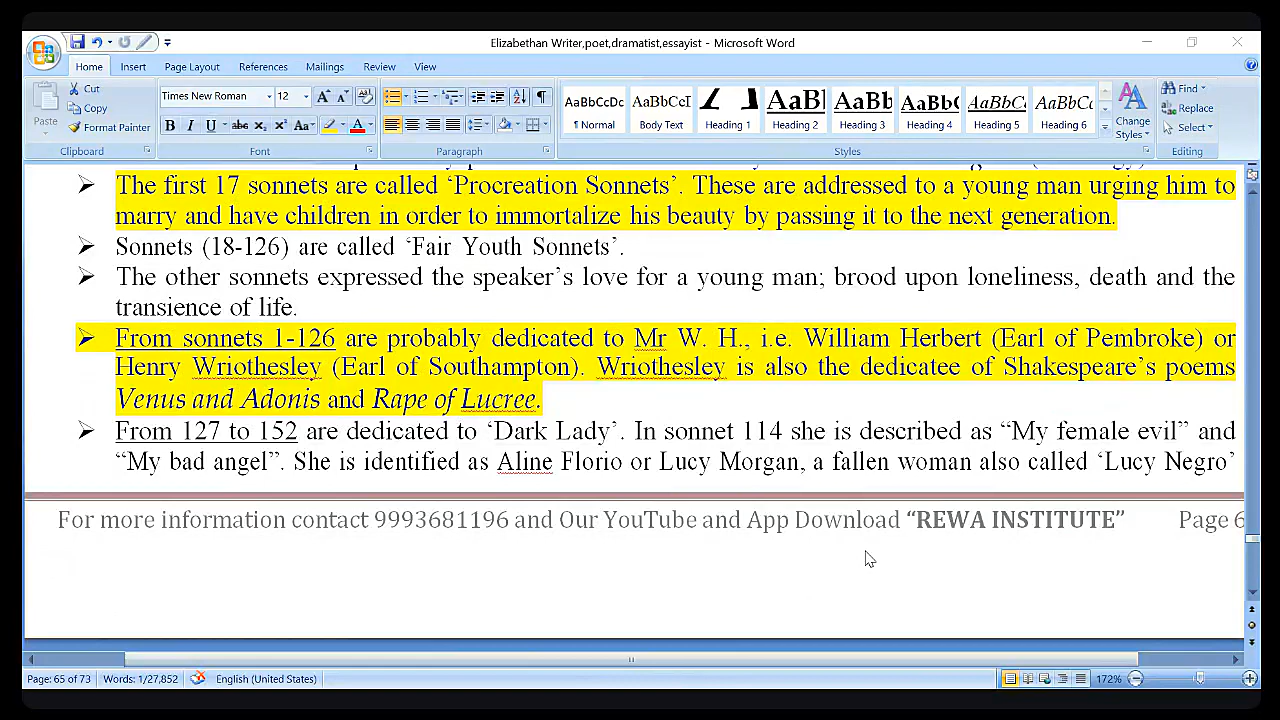 Elizabethan Writer,poet,dramatist,essayist - Microsoft Word
Home Insert Page Layout References Mailings Review View
Paste
Cut
Copy
Format Painter
Clipboard
Times New Roman 12
Font
Paragraph
AaBbCcDc AaBbCcI AaBl AaBb AaBbC AaBbC AaBbCc
¶ Normal Body Text Heading 1 Heading 2 Heading 3 Heading 4 Heading 5 Heading 6
Change Styles
Styles
Find
Replace
Select
Editing
The first 17 sonnets are called ‘Procreation Sonnets’. These are addressed to a young man urging him to
marry and have children in order to immortalize his beauty by passing it to the next generation.
Sonnets (18-126) are called ‘Fair Youth Sonnets’.
The other sonnets expressed the speaker’s love for a young man; brood upon loneliness, death and the
transience of life.
From sonnets 1-126 are probably dedicated to Mr W. H., i.e. William Herbert (Earl of Pembroke) or
Henry Wriothesley (Earl of Southampton). Wriothesley is also the dedicatee of Shakespeare’s poems
Venus and Adonis and Rape of Lucree.
From 127 to 152 are dedicated to ‘Dark Lady’. In sonnet 114 she is described as “My female evil” and
“My bad angel”. She is identified as Aline Florio or Lucy Morgan, a fallen woman also called ‘Lucy Negro’
For more information contact 9993681196 and Our YouTube and App Download “REWA INSTITUTE” Page 6
Page: 65 of 73 Words: 1/27,852 English (United States) 172%